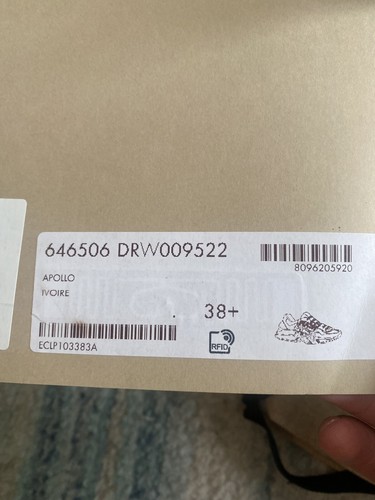 646506 DRW009522
8096205920
APOLLO
IVOIRE
38+
RFID
ECLP103383A